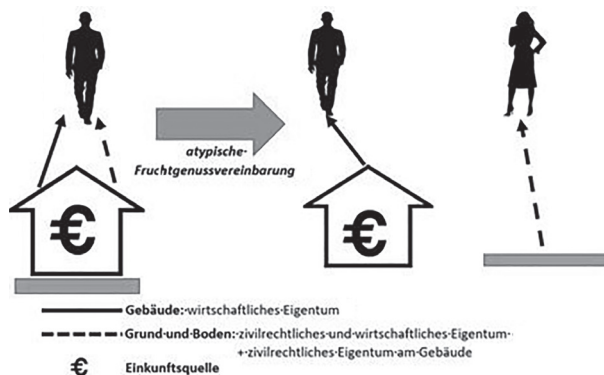 atypische·
Fruchtgenussvereinbarung
€
€
Gebäude:·wirtschaftliches·Eigentum
Grund·und·Boden:·zivilrechtliches·und·wirtschaftliches·Eigentum·
+·zivilrechtliches·Eigentum·am·Gebäude
€ Einkunftsquelle